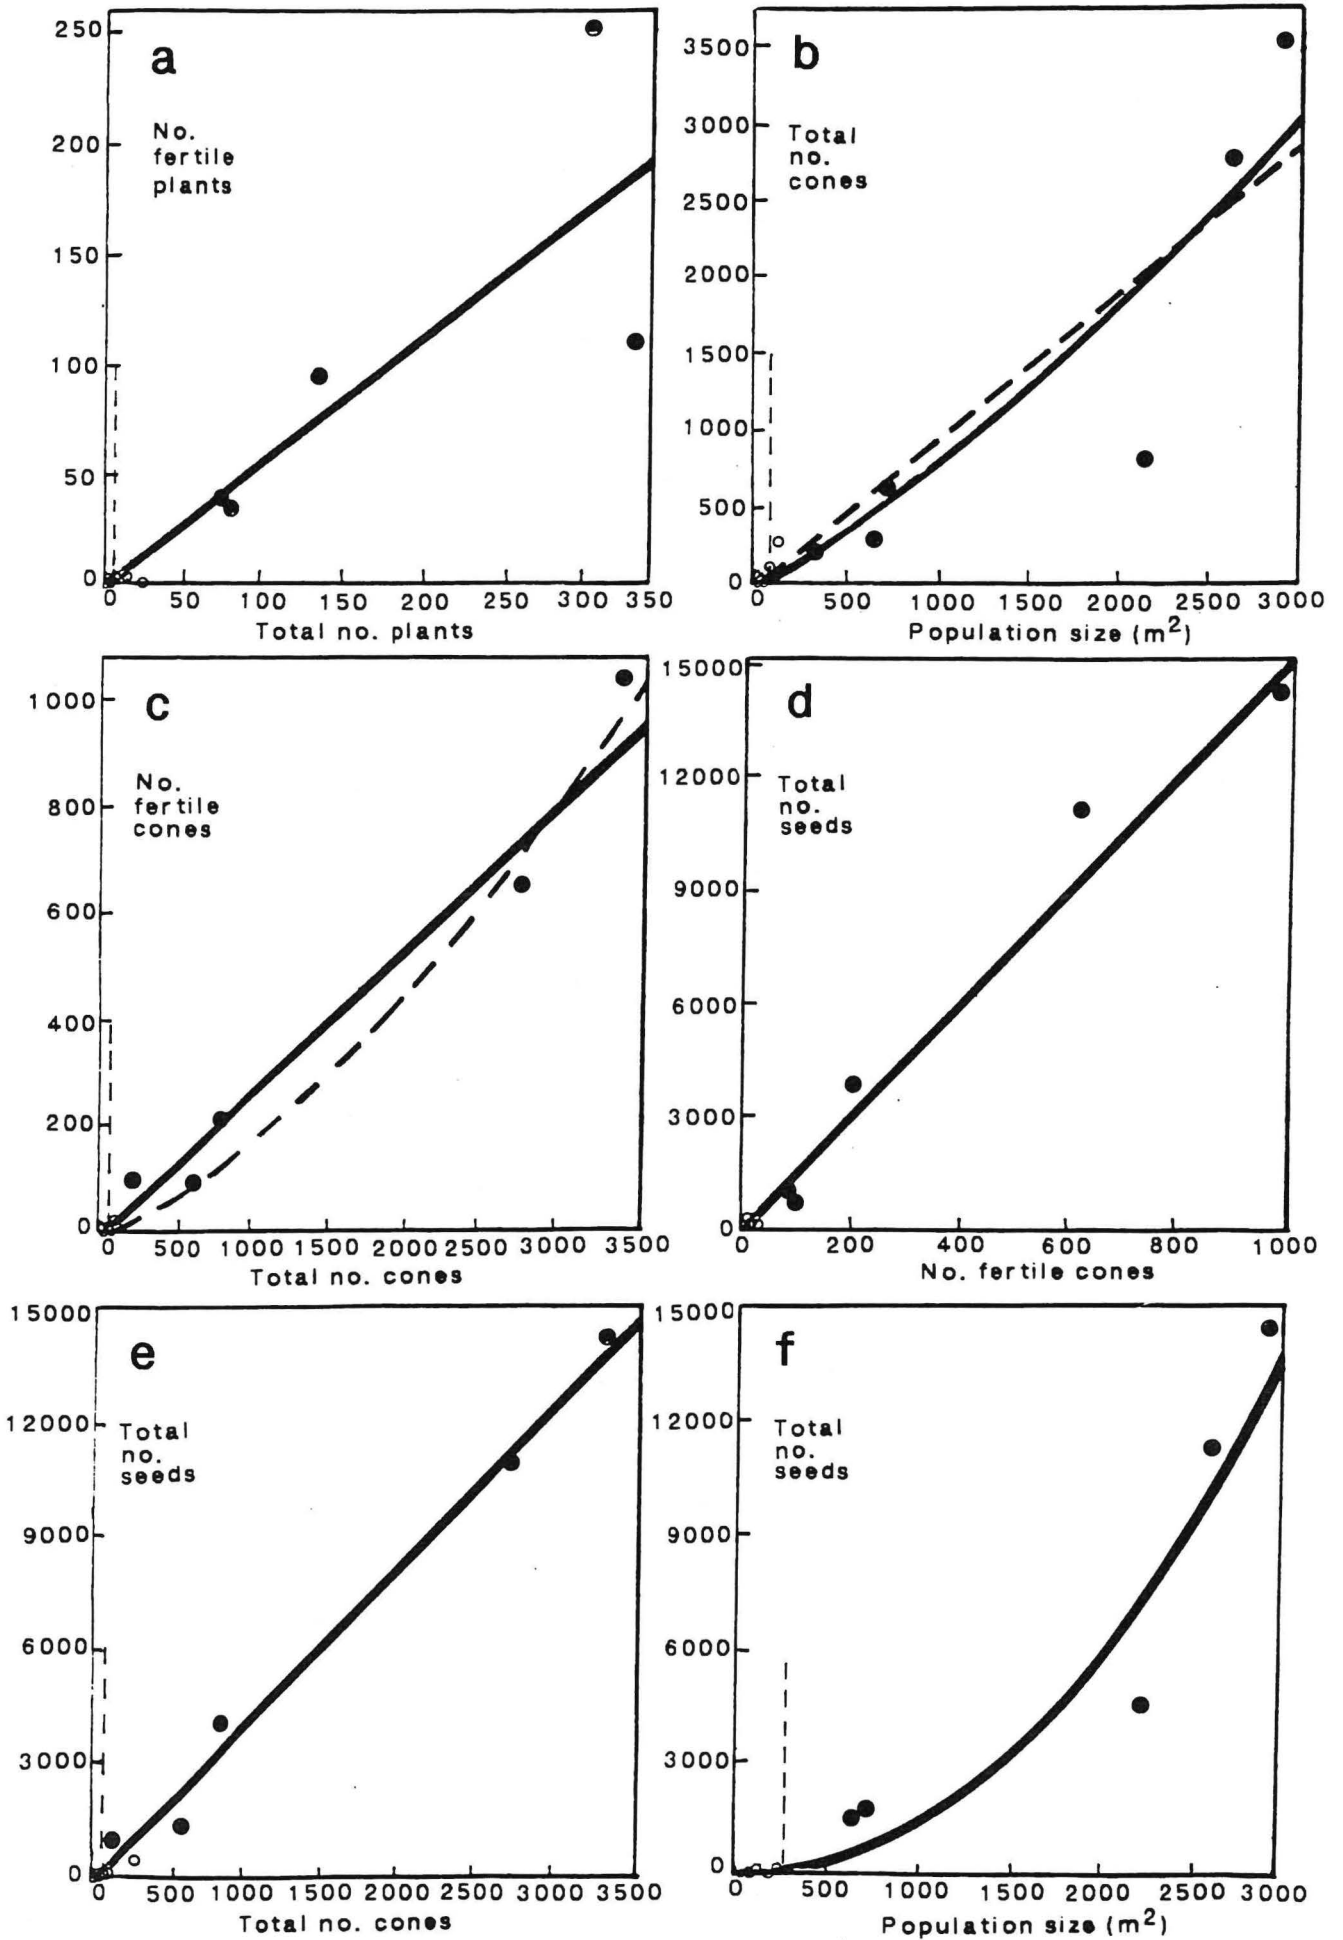 a
No.
fertile
plants
250
200
150
100
50
0
0 50 100 150 200 250 300 350
Total no. plants
b
Total
no.
cones
3500
3000
2500
2000
1500
1000
500
0
0 500 1000 1500 2000 2500 3000
Population size (m²)
c
No.
fertile
cones
1000
800
600
400
200
0
0 500 1000 1500 2000 2500 3000 3500
Total no. cones
d
Total
no.
seeds
15000
12000
9000
6000
3000
0
0 200 400 600 800 1000
No. fertile cones
e
Total
no.
seeds
15000
12000
9000
6000
3000
0
0 500 1000 1500 2000 2500 3000 3500
Total no. cones
f
Total
no.
seeds
15000
12000
9000
6000
3000
0
0 500 1000 1500 2000 2500 3000
Population size (m²)